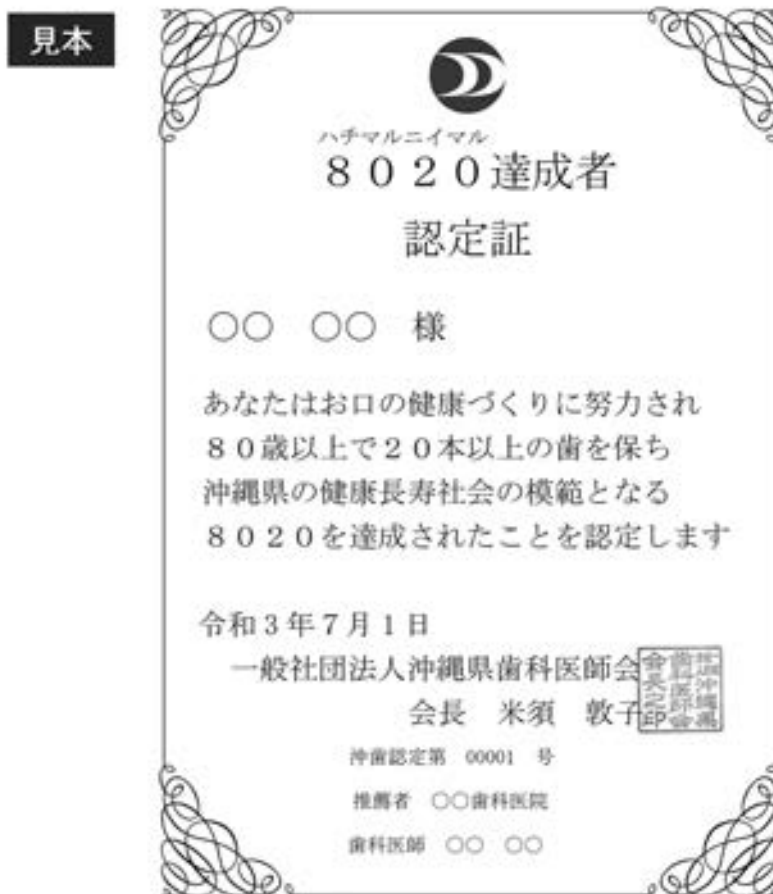 見本
ハチマルニイマル
８０２０達成者
認定証
○○　○○　様
あなたはお口の健康づくりに努力され
８０歳以上で２０本以上の歯を保ち
沖縄県の健康長寿社会の模範となる
８０２０を達成されたことを認定します
令和３年７月１日
一般社団法人沖縄県歯科医師会
会長　米須　敦子
沖歯認定第　00001　号
推薦者　○○歯科医院
歯科医師　○○　○○